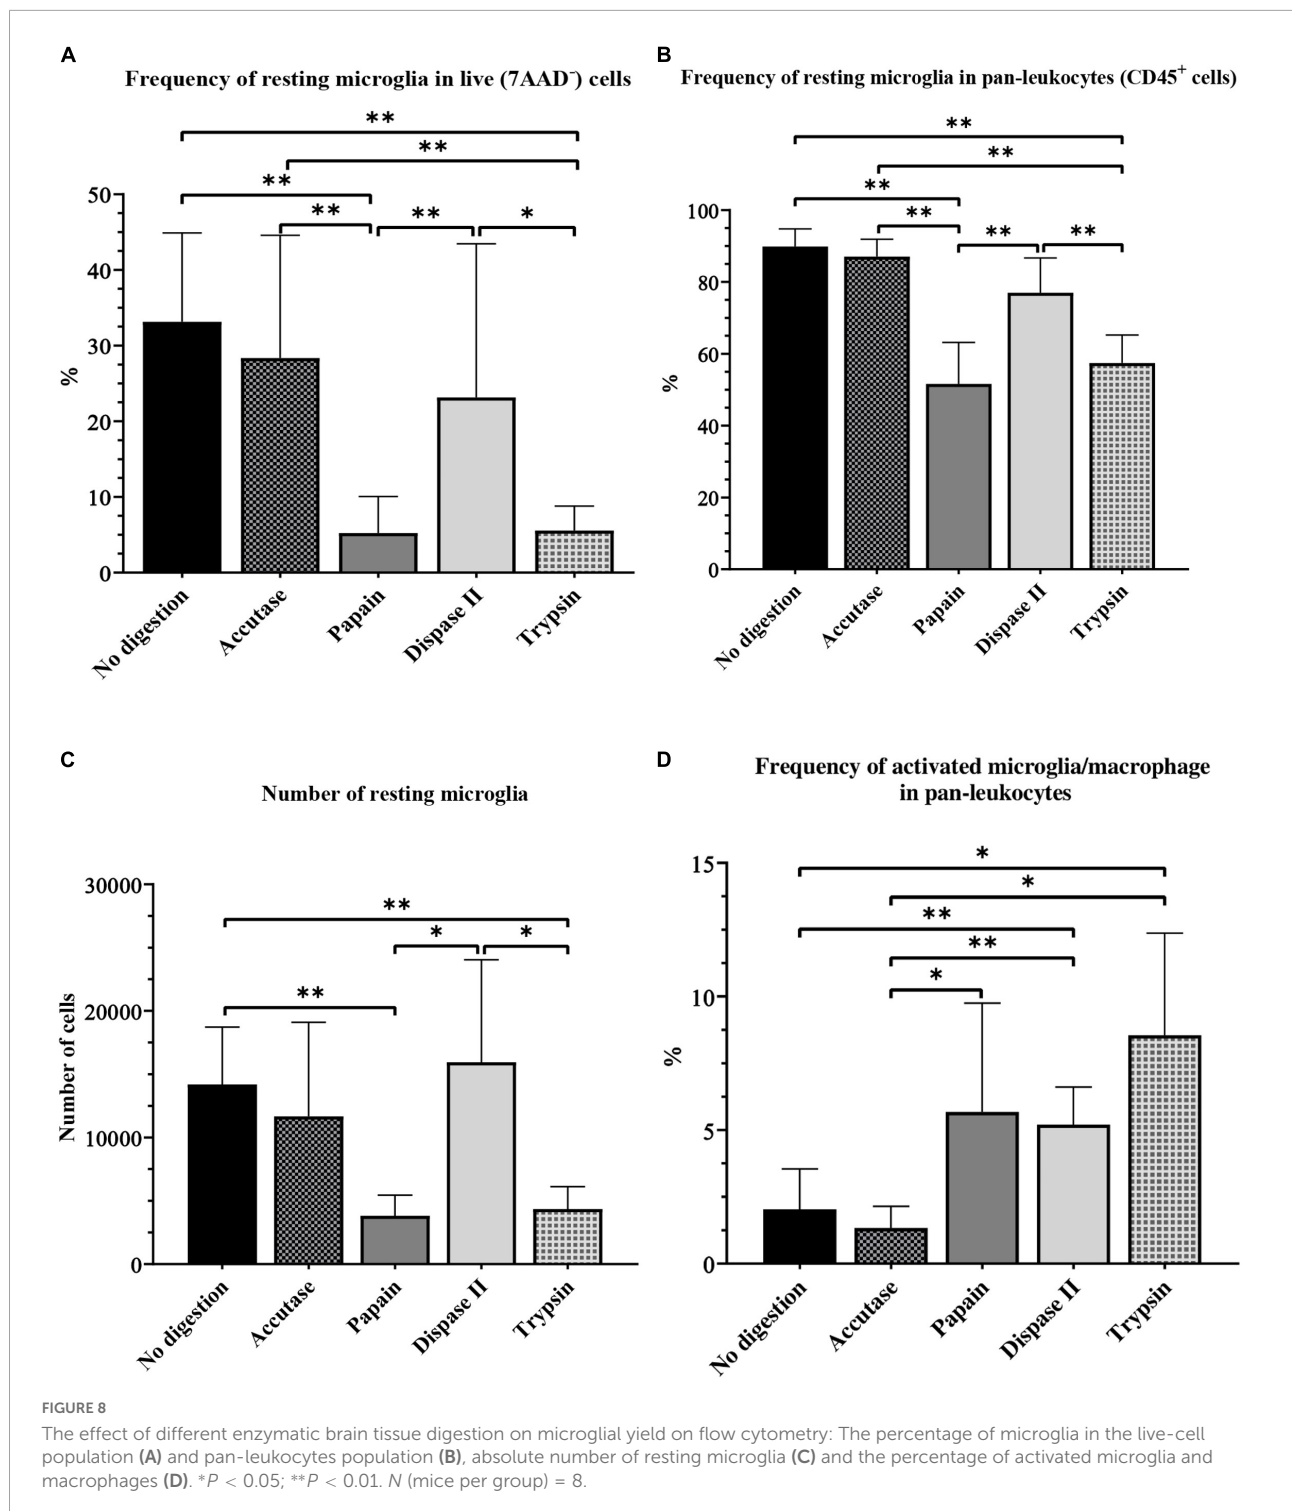 A
Frequency of resting microglia in live (7AAD⁻) cells
**
**
**
**
**
*
50
40
30
20
10
0
%
No digestion
Accutase
Papain
Dispase II
Trypsin
B
Frequency of resting microglia in pan-leukocytes (CD45⁺ cells)
**
**
**
**
**
**
100
80
60
40
20
0
%
No digestion
Accutase
Papain
Dispase II
Trypsin
C
Number of resting microglia
**
*
*
**
30000
20000
10000
0
Number of cells
No digestion
Accutase
Papain
Dispase II
Trypsin
D
Frequency of activated microglia/macrophage
in pan-leukocytes
*
*
**
**
*
15
10
5
0
%
No digestion
Accutase
Papain
Dispase II
Trypsin
FIGURE 8
The effect of different enzymatic brain tissue digestion on microglial yield on flow cytometry: The percentage of microglia in the live-cell
population (A) and pan-leukocytes population (B), absolute number of resting microglia (C) and the percentage of activated microglia and
macrophages (D). *P < 0.05; **P < 0.01. N (mice per group) = 8.